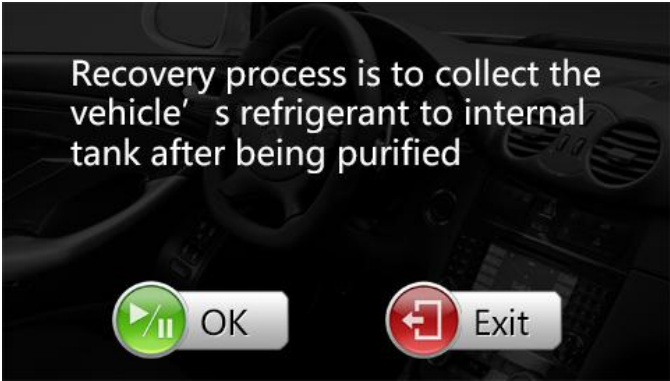 Recovery process is to collect the
vehicle’ s refrigerant to internal
tank after being purified
OK
Exit